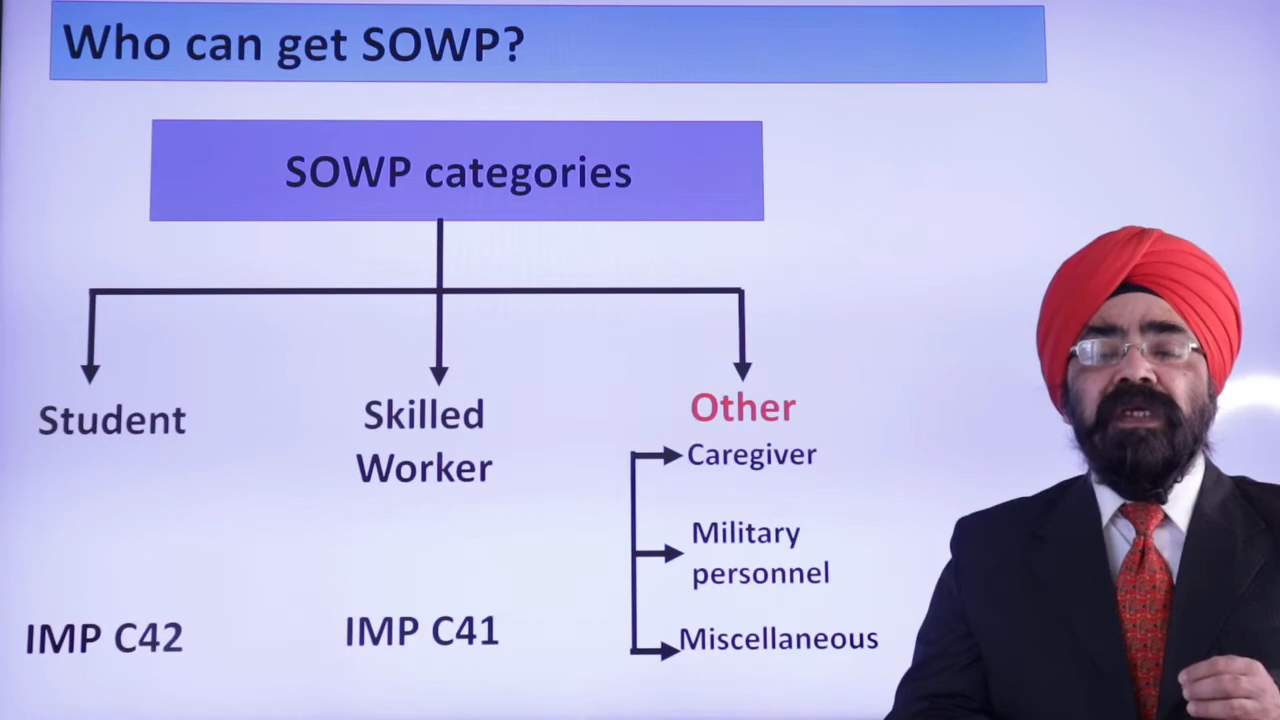 Who can get SOWP?
SOWP categories
Student
Skilled
Worker
Other
Caregiver
Military
personnel
Miscellaneous
IMP C42
IMP C41